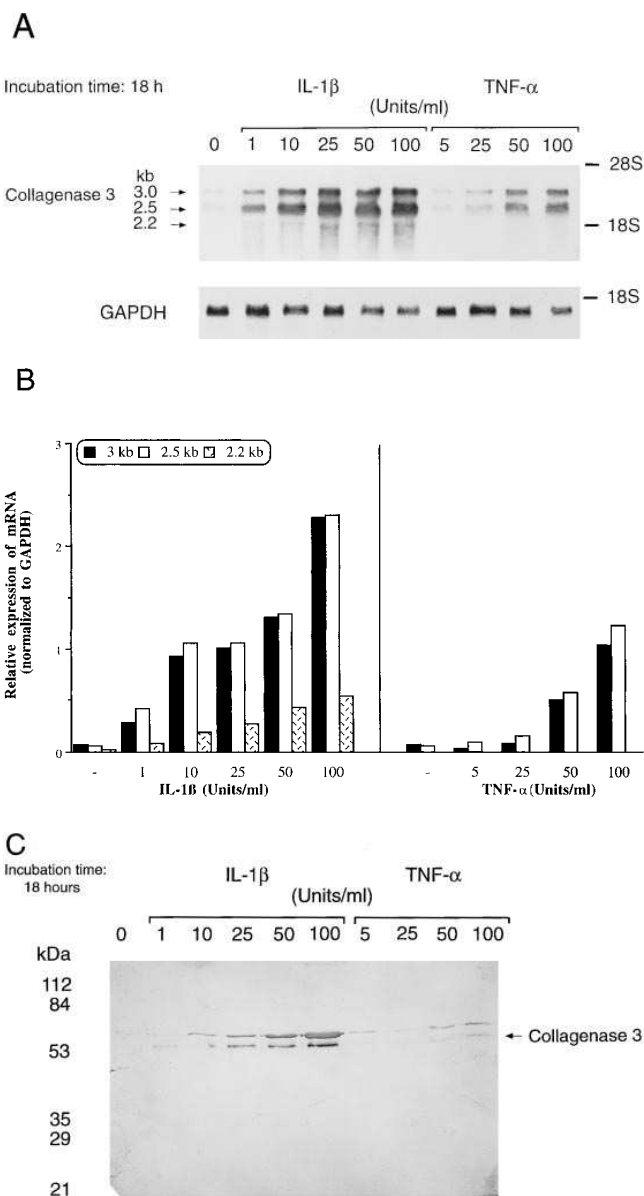 A
Incubation time: 18 h
IL-1β
TNF-α
(Units/ml)
0 1 10 25 50 100 5 25 50 100
28S
kb
Collagenase 3
3.0
2.5
2.2
18S
18S
GAPDH
B
3 kb 2.5 kb 2.2 kb
Relative expression of mRNA
(normalized to GAPDH)
3
2
1
0
- 1 10 25 50 100 - 5 25 50 100
IL-1ß (Units/ml) TNF-α(Units/ml)
C
Incubation time:
18 hours
IL-1β
TNF-α
(Units/ml)
0 1 10 25 50 100 5 25 50 100
kDa
112
84
53
Collagenase 3
35
29
21